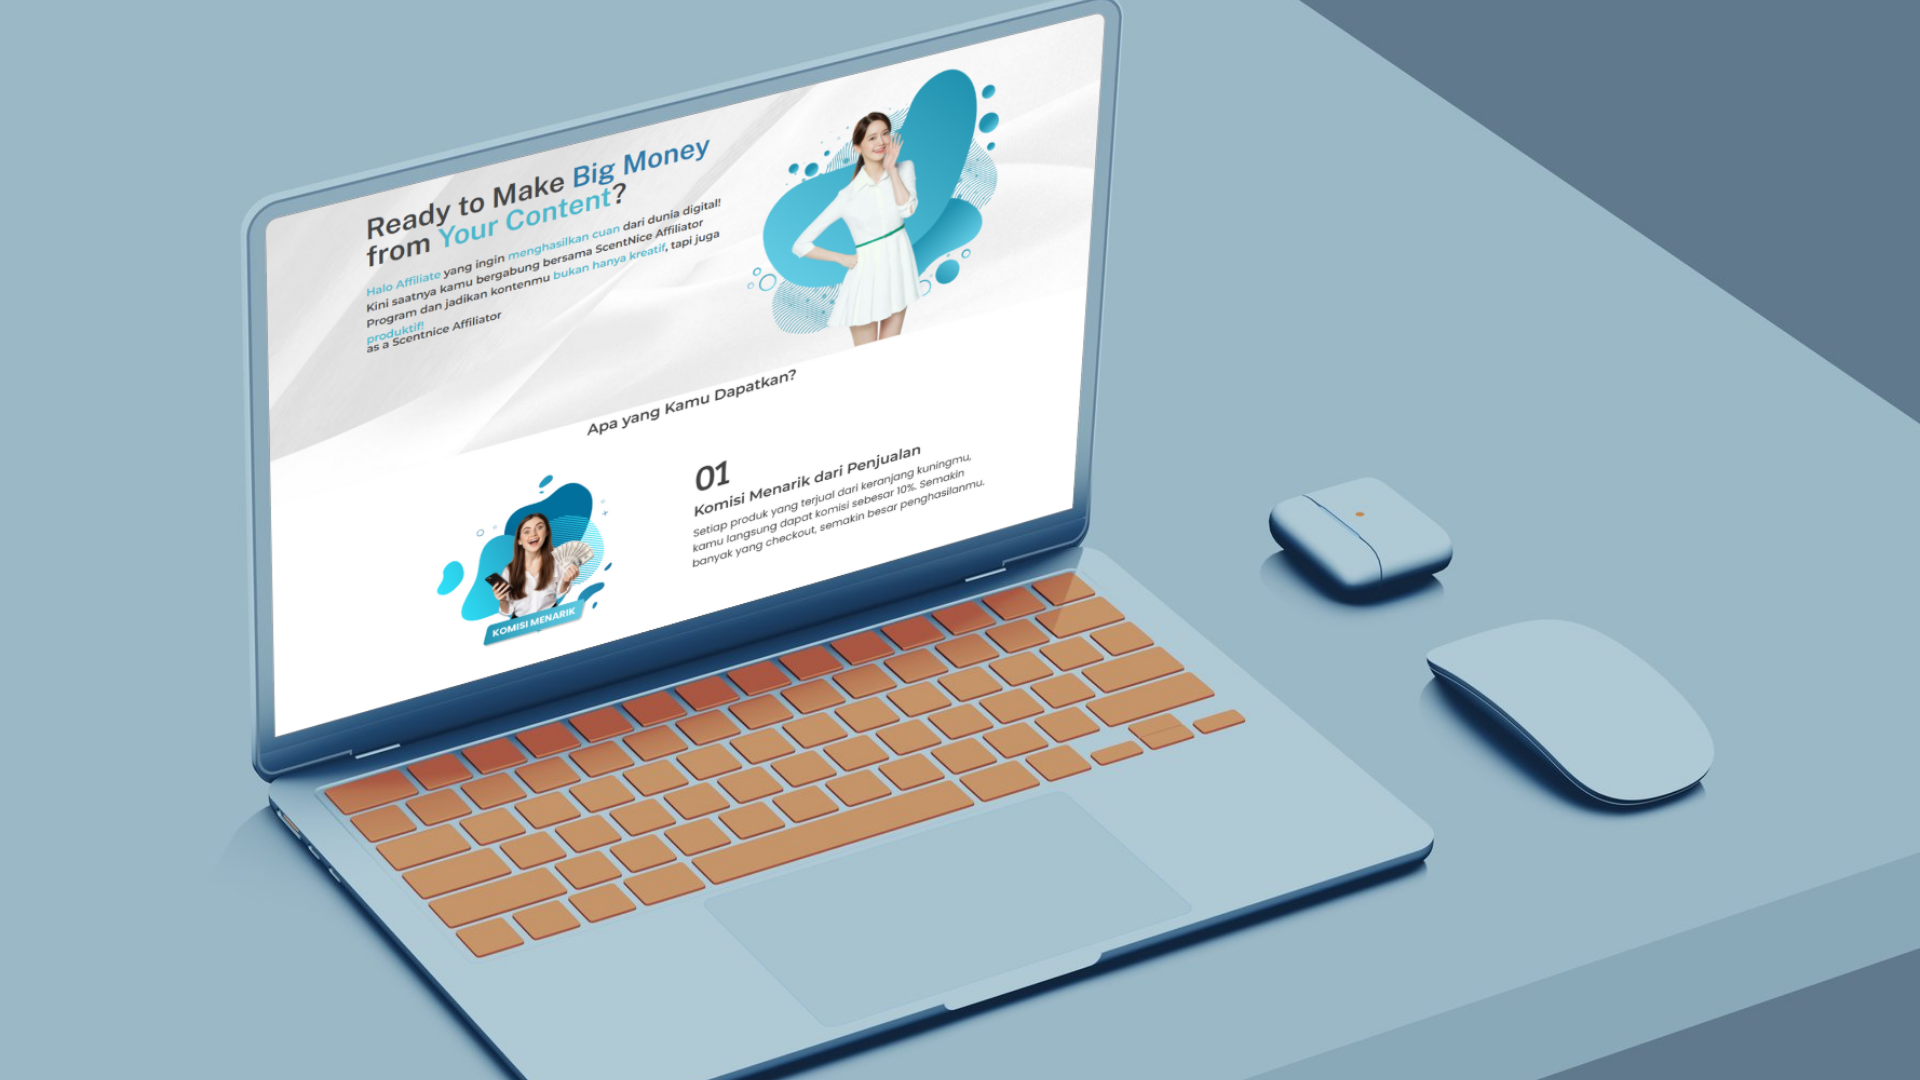 Ready to Make Big Money
from Your Content?
Halo Affiliate yang ingin menghasilkan cuan dari dunia digital!
Kini saatnya kamu bergabung bersama ScentNice Affiliator
Program dan jadikan kontenmu bukan hanya kreatif, tapi juga
produktif!
as a Scentnice Affiliator
Apa yang Kamu Dapatkan?
01
Komisi Menarik dari Penjualan
Setiap produk yang terjual dari keranjang kuningmu,
kamu langsung dapat komisi sebesar 10%. Semakin
banyak yang checkout, semakin besar penghasilanmu.
KOMISI MENARIK